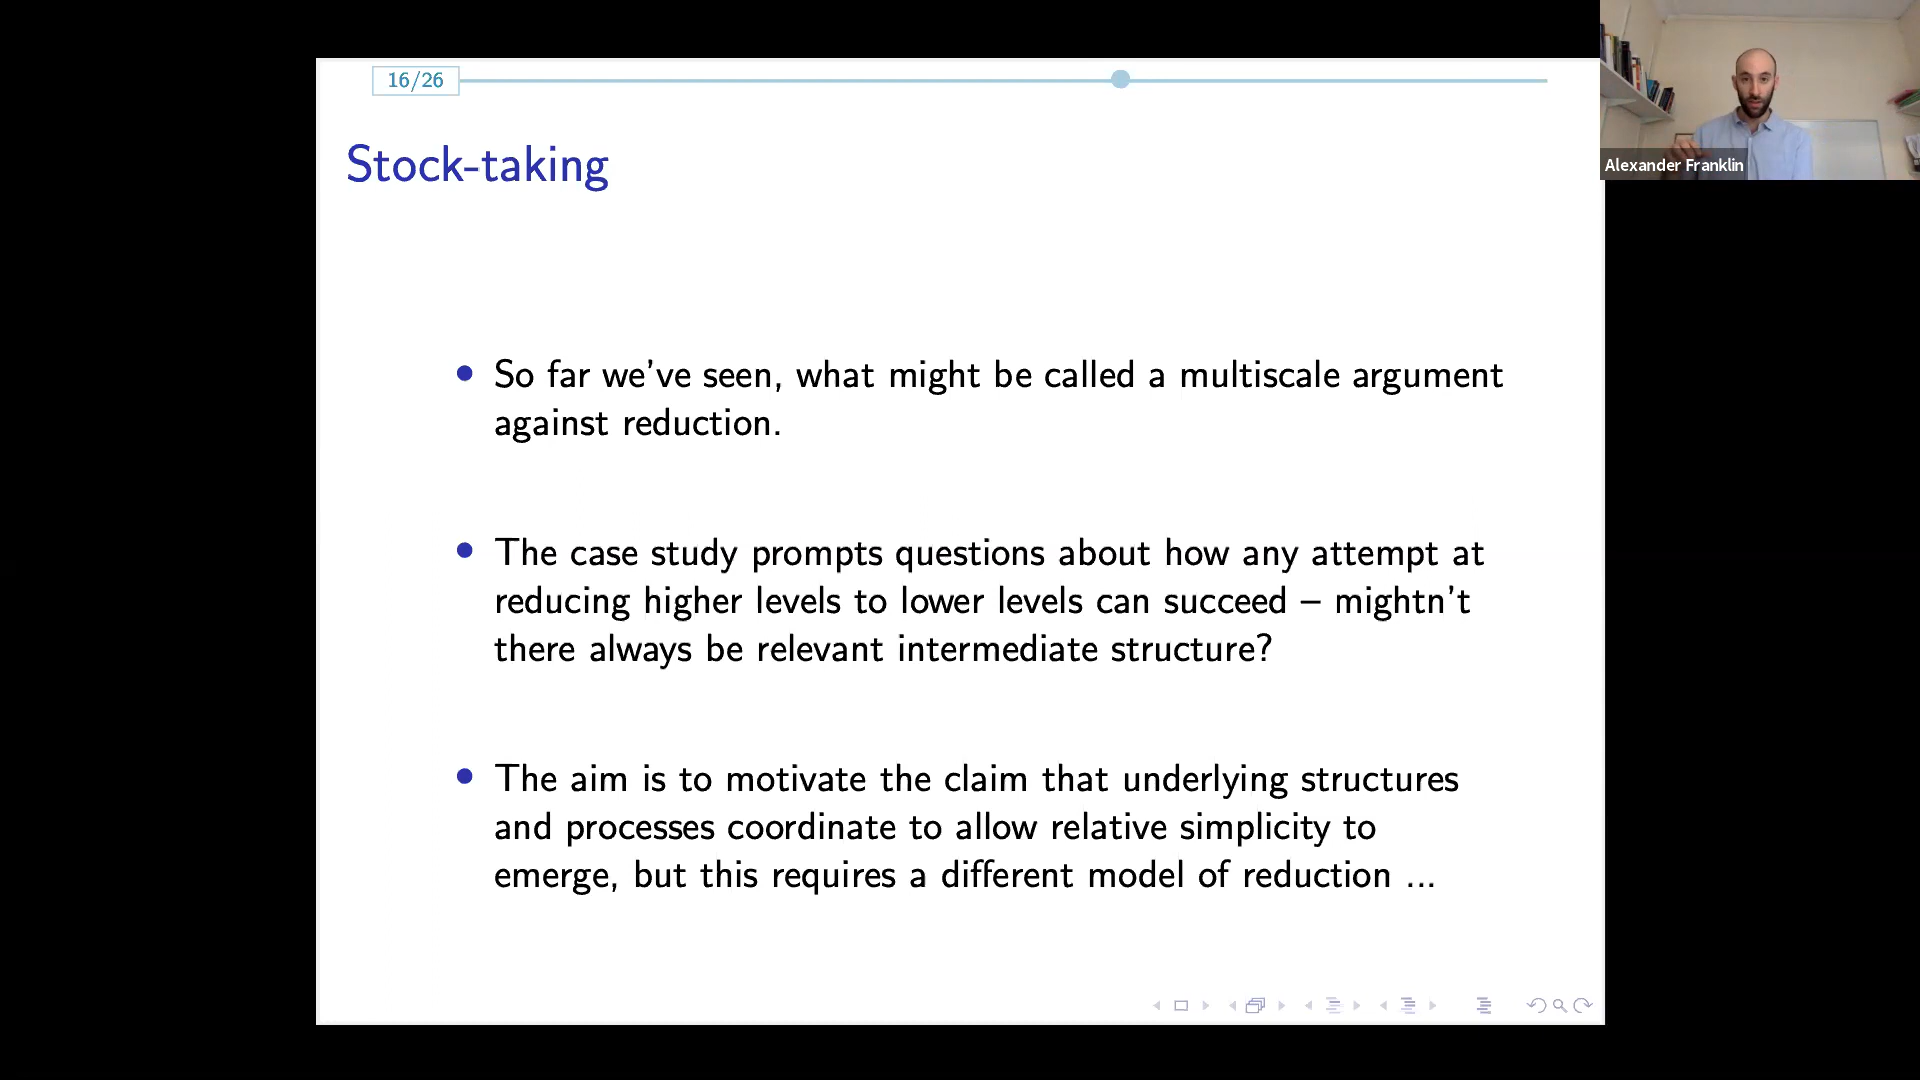 16/26
Stock-taking
Alexander Franklin
• So far we've seen, what might be called a multiscale argument
against reduction.
• The case study prompts questions about how any attempt at
reducing higher levels to lower levels can succeed – mightn't
there always be relevant intermediate structure?
• The aim is to motivate the claim that underlying structures
and processes coordinate to allow relative simplicity to
emerge, but this requires a different model of reduction ...